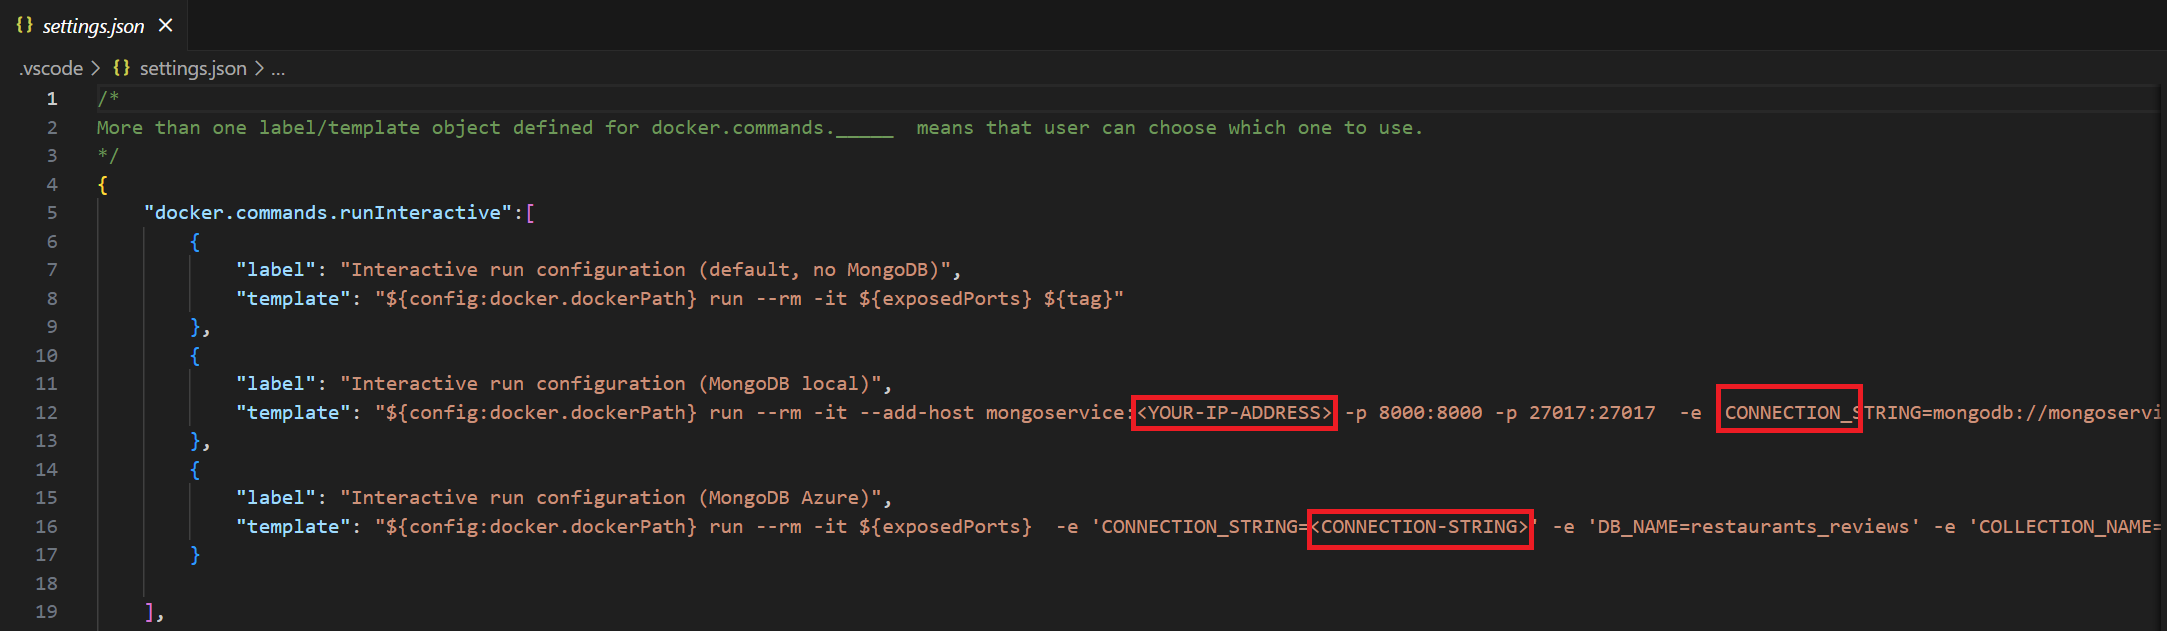 {} settings.json ×
.vscode > {} settings.json > ...
1 /*
2 More than one label/template object defined for docker.commands._____  means that user can choose which one to use.
3 */
4 {
5 "docker.commands.runInteractive":[
6 {
7 "label": "Interactive run configuration (default, no MongoDB)",
8 "template": "${config:docker.dockerPath} run --rm -it ${exposedPorts} ${tag}"
9 },
10 {
11 "label": "Interactive run configuration (MongoDB local)",
12 "template": "${config:docker.dockerPath} run --rm -it --add-host mongoservice:<YOUR-IP-ADDRESS> -p 8000:8000 -p 27017:27017  -e  CONNECTION_STRING=mongodb://mongoservi
13 },
14 {
15 "label": "Interactive run configuration (MongoDB Azure)",
16 "template": "${config:docker.dockerPath} run --rm -it ${exposedPorts}  -e 'CONNECTION_STRING=<CONNECTION-STRING>' -e 'DB_NAME=restaurants_reviews' -e 'COLLECTION_NAME=
17 }
18
19 ],